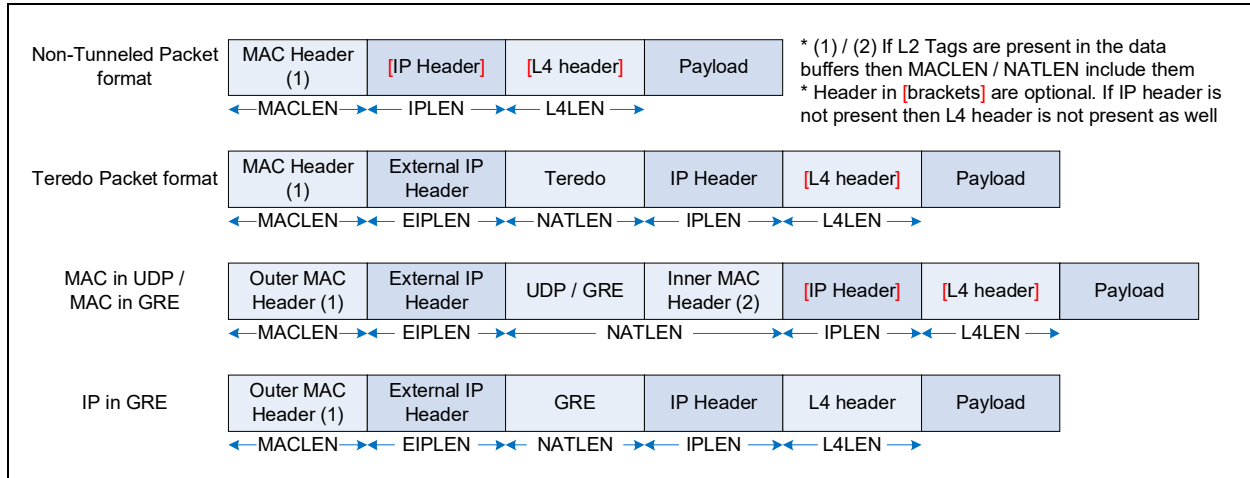 Non-Tunneled Packet
format
MAC Header
(1)
[IP Header]
[L4 header]
Payload
MACLEN
IPLEN
L4LEN
* (1) / (2) If L2 Tags are present in the data
buffers then MACLEN / NATLEN include them
* Header in [brackets] are optional. If IP header is
not present then L4 header is not present as well
Teredo Packet format
MAC Header
(1)
External IP
Header
Teredo
IP Header
[L4 header]
Payload
MACLEN
EIPLEN
NATLEN
IPLEN
L4LEN
MAC in UDP /
MAC in GRE
Outer MAC
Header (1)
External IP
Header
UDP / GRE
Inner MAC
Header (2)
[IP Header]
[L4 header]
Payload
MACLEN
EIPLEN
NATLEN
IPLEN
L4LEN
IP in GRE
Outer MAC
Header (1)
External IP
Header
GRE
IP Header
L4 header
Payload
MACLEN
EIPLEN
NATLEN
IPLEN
L4LEN